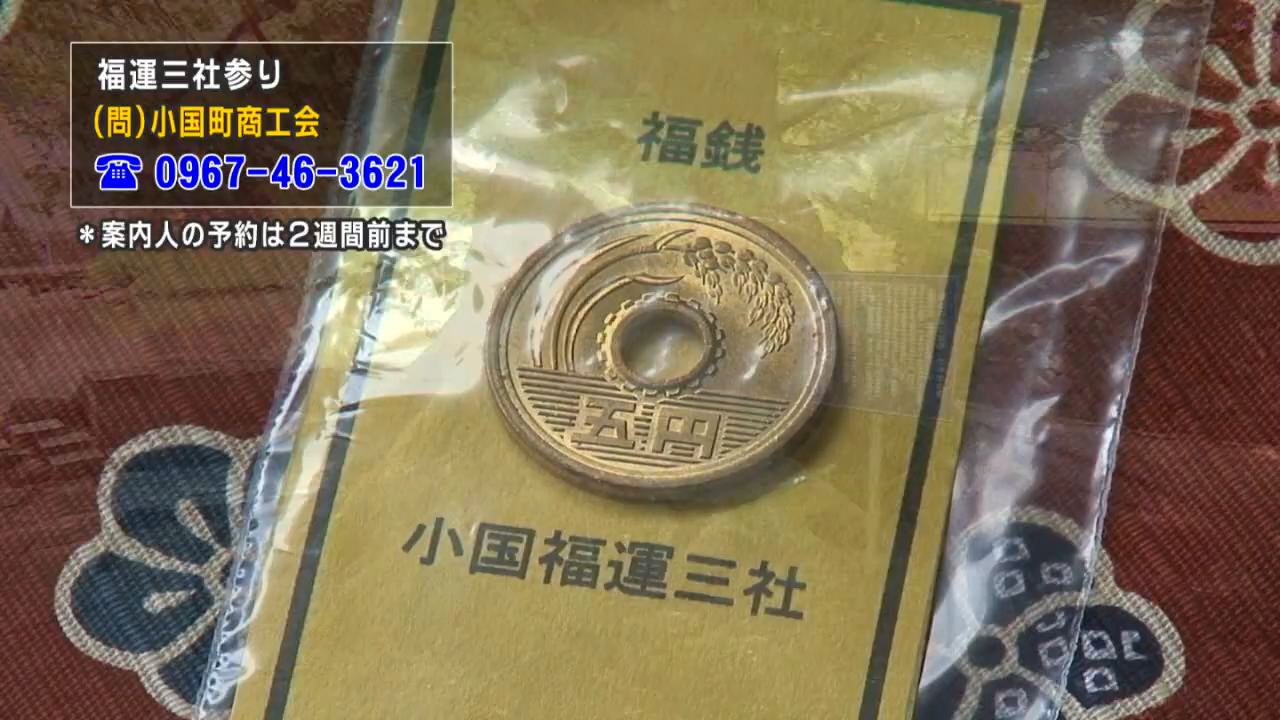 福運三社参り
(問)小国町商工会
☎ 0967-46-3621
*案内人の予約は2週間前まで
福銭
五円
小国福運三社